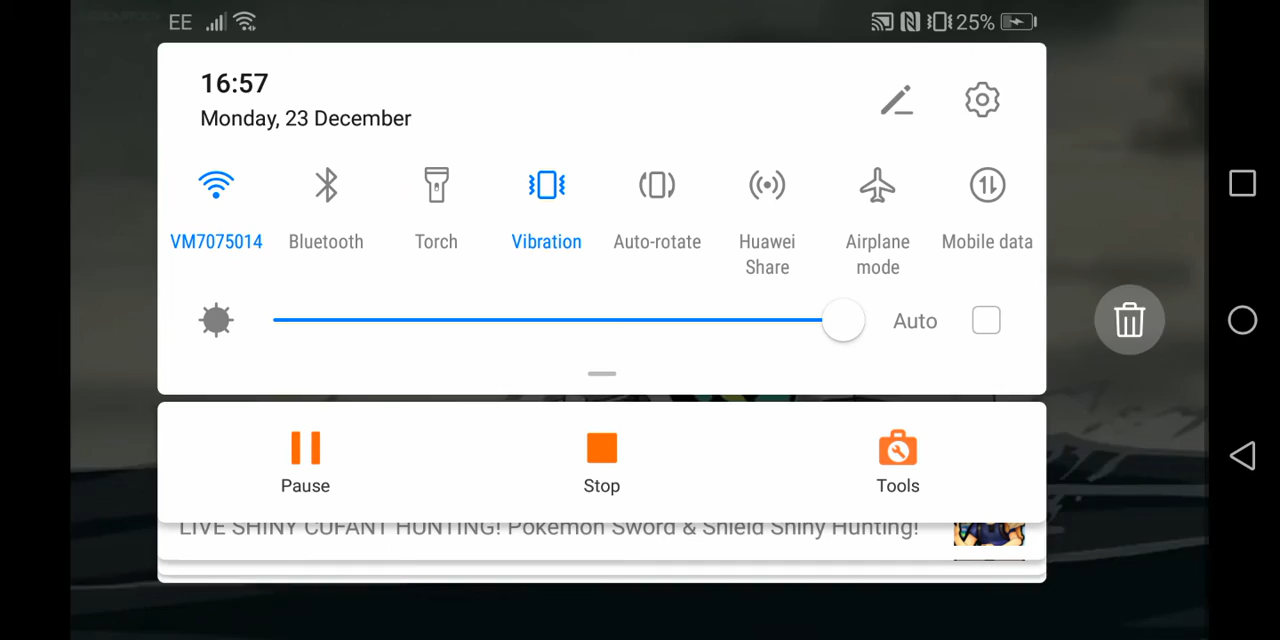 EE 25%
16:57
Monday, 23 December
VM7075014 Bluetooth Torch Vibration Auto-rotate Huawei Share Airplane mode Mobile data
Auto
Pause Stop Tools
LIVE SHINY CUFANT HUNTING! Pokemon Sword & Shield Shiny Hunting!